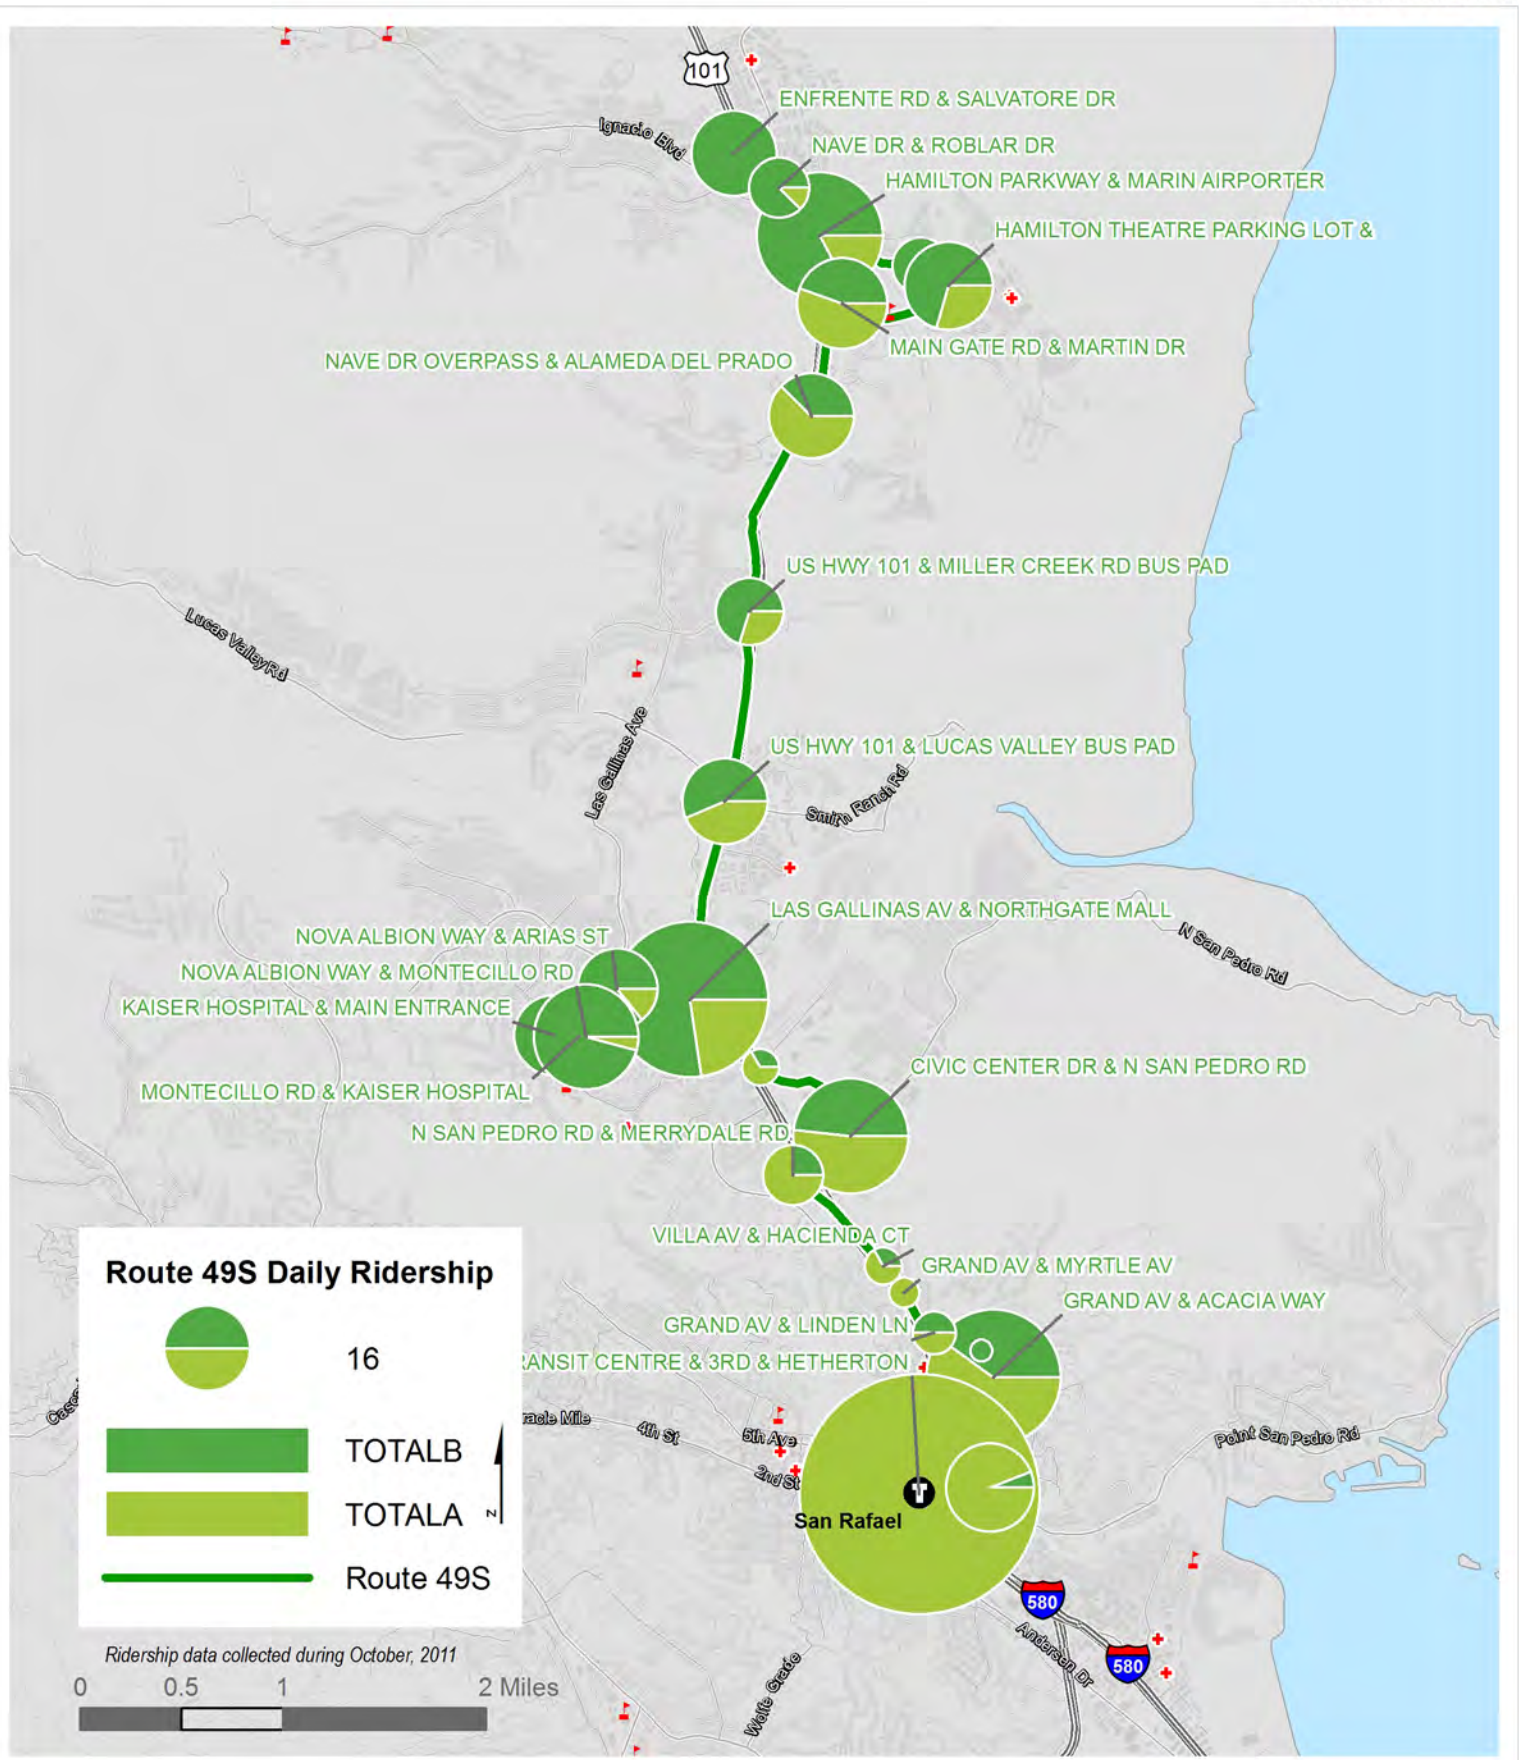 101
ENFRENTE RD & SALVATORE DR
Ignacio Blvd
NAVE DR & ROBLAR DR
HAMILTON PARKWAY & MARIN AIRPORTER
HAMILTON THEATRE PARKING LOT &
MAIN GATE RD & MARTIN DR
NAVE DR OVERPASS & ALAMEDA DEL PRADO
US HWY 101 & MILLER CREEK RD BUS PAD
Lucas Valley Rd
Las Gallinas Ave
US HWY 101 & LUCAS VALLEY BUS PAD
Smith Ranch Rd
LAS GALLINAS AV & NORTHGATE MALL
NOVA ALBION WAY & ARIAS ST
N San Pedro Rd
NOVA ALBION WAY & MONTECILLO RD
KAISER HOSPITAL & MAIN ENTRANCE
CIVIC CENTER DR & N SAN PEDRO RD
MONTECILLO RD & KAISER HOSPITAL
N SAN PEDRO RD & MERRYDALE RD
VILLA AV & HACIENDA CT
GRAND AV & MYRTLE AV
GRAND AV & ACACIA WAY
GRAND AV & LINDEN LN
RANSIT CENTRE & 3RD & HETHERTON
racle Mile
4th St
5th Ave
2nd St
Point San Pedro Rd
San Rafael
580
580
Andersen Dr
Wolfe Grade
Route 49S Daily Ridership
16
TOTALB
TOTALA
N
Route 49S
Ridership data collected during October, 2011
0 0.5 1 2 Miles